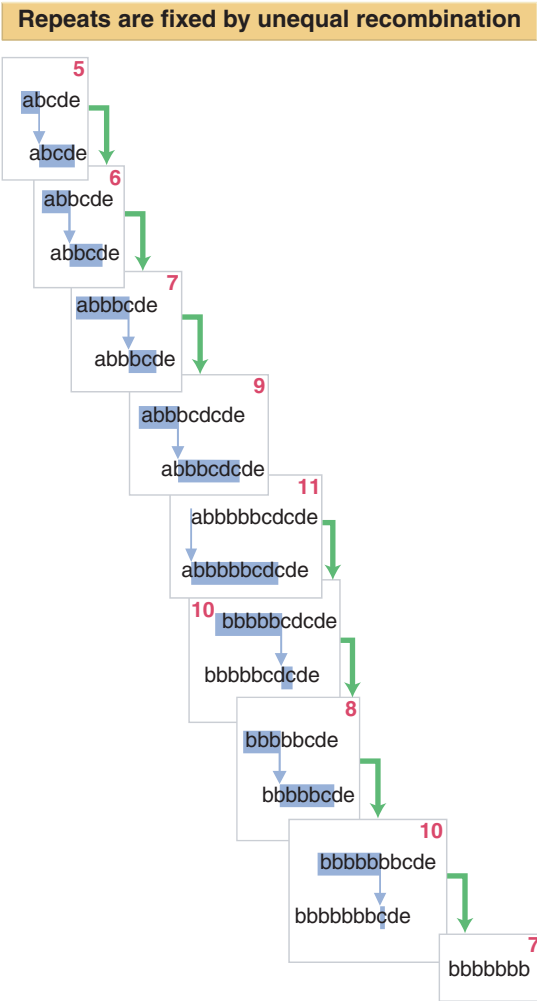 Repeats are fixed by unequal recombination
5
abcde
abcde
6
abbcde
abbcde
7
abbbcde
abbbcde
9
abbbcdcde
abbbcdcde
11
abbbbbcdcde
abbbbbcdcde
10
bbbbbcdcde
bbbbbcdcde
8
bbbbbcde
bbbbbcde
10
bbbbbbbcde
bbbbbbbcde
7
bbbbbbb